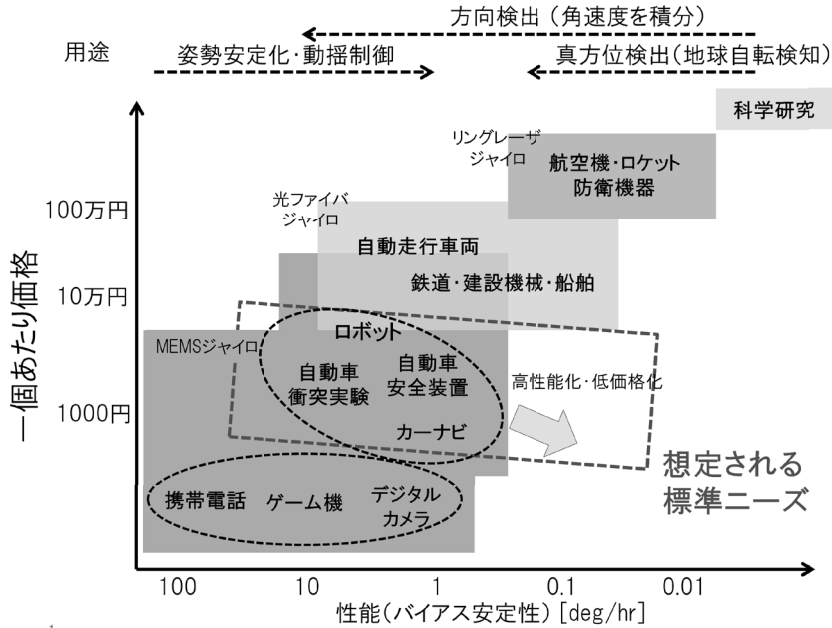 方向検出（角速度を積分）
用途
姿勢安定化・動揺制御
真方位検出（地球自転検知）
科学研究
リングレーザ
ジャイロ
航空機・ロケット
防衛機器
光ファイバ
ジャイロ
100万円
自動走行車両
鉄道・建設機械・船舶
10万円
一個あたり価格
MEMSジャイロ
ロボット
自動車
衝突実験
自動車
安全装置
高性能化・低価格化
1000円
カーナビ
想定される
標準ニーズ
携帯電話
ゲーム機
デジタル
カメラ
100 10 1 0.1 0.01
性能（バイアス安定性）[deg/hr]